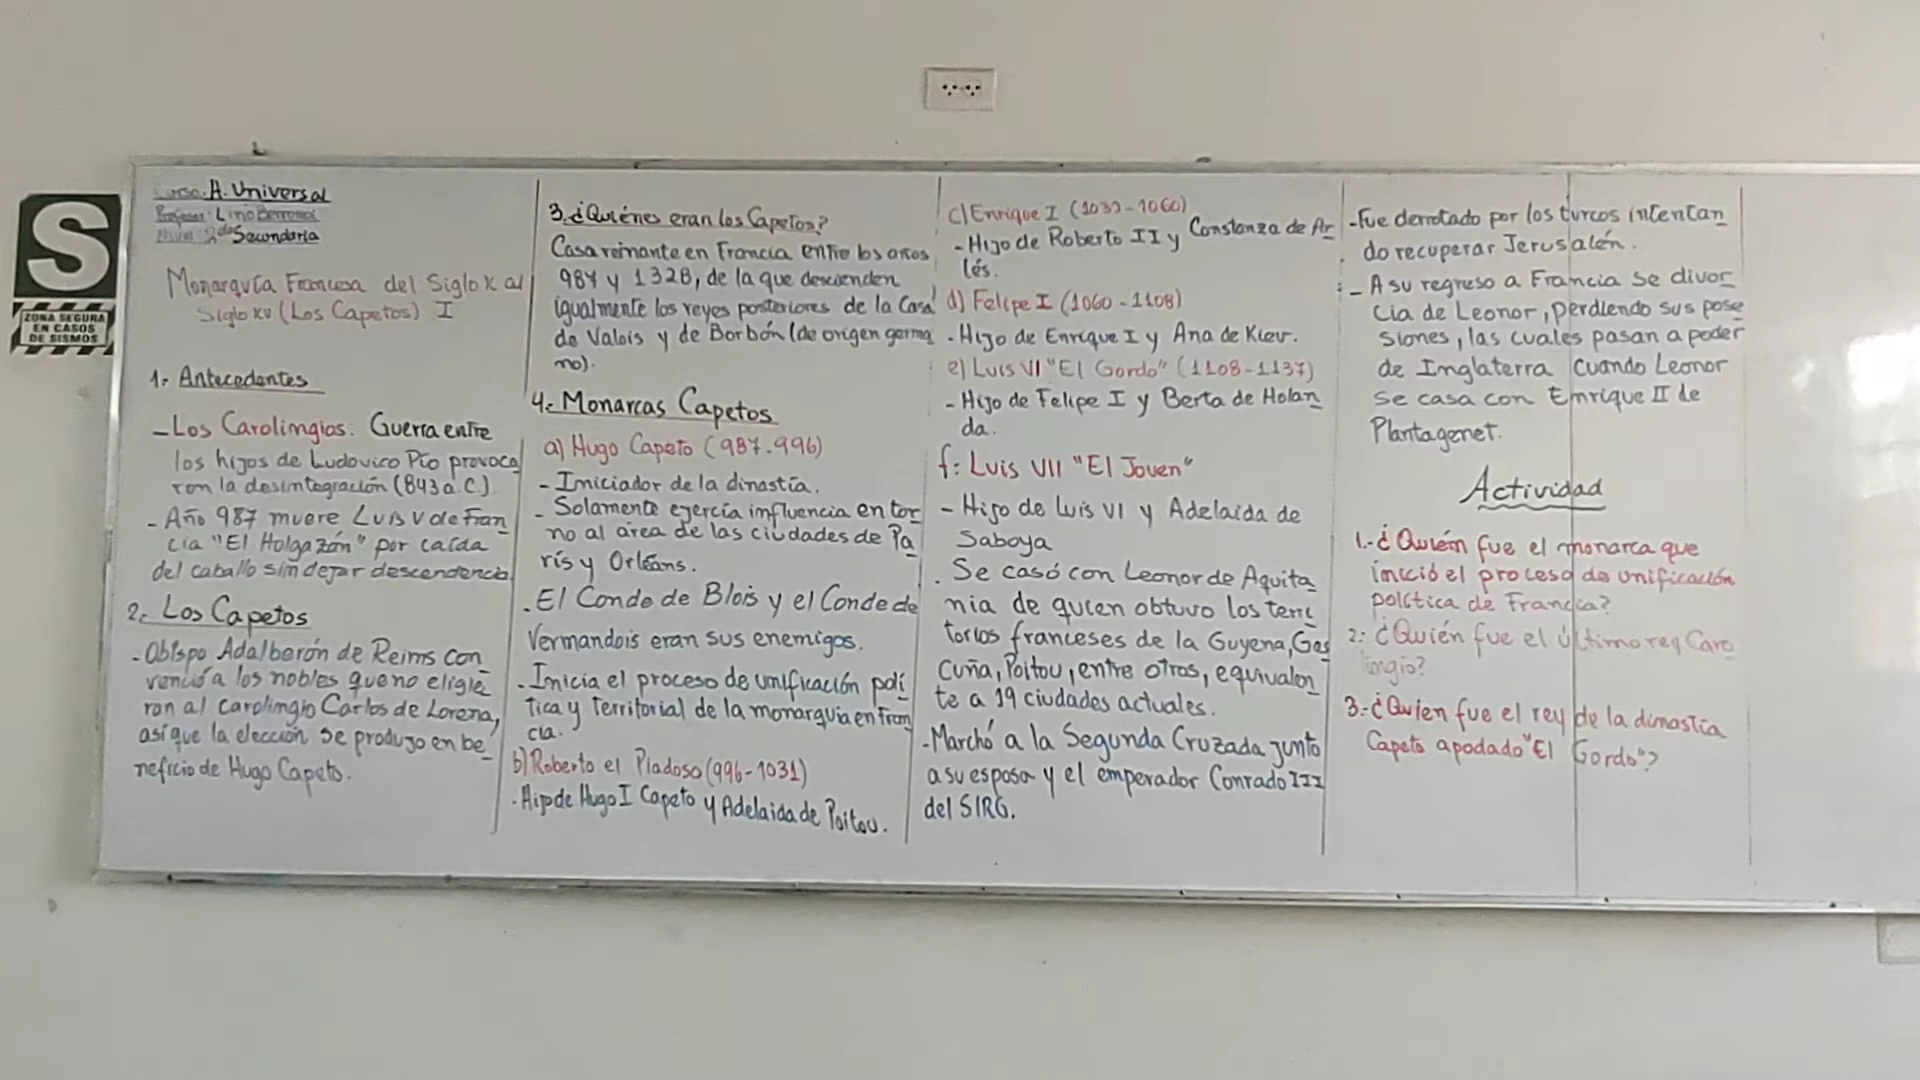 Curso: H. Universal
Profesor: Lino Berrosal
Nivel: 2do Secundaria
Monarquía Francesa del Siglo X al
Siglo XV (Los Capetos) I
1.- Antecedentes
- Los Carolingios: Guerra entre
los hijos de Ludovico Pío provoca
ron la desintegración (843 a.C.)
- Año 987 muere Luis V de Fran
cia "El Holgazán" por caída
del caballo sin dejar descendencia
2.- Los Capetos
- Obispo Adalberón de Reims con
venció a los nobles que no eligie
ran al carolingio Carlos de Lorena,
así que la elección se produjo en be
neficio de Hugo Capeto.
3.- ¿Quiénes eran los Capetos?
Casa reinante en Francia entre los años
987 y 1328, de la que descienden
igualmente los reyes posteriores de la Casa
de Valois y de Borbón (de origen germa
no).
4.- Monarcas Capetos
a) Hugo Capeto (987-996)
- Iniciador de la dinastía.
- Solamente ejercía influencia en tor
no al área de las ciudades de Pa
rís y Orléans.
. El Conde de Blois y el Conde de
Vermandois eran sus enemigos.
- Inicia el proceso de unificación polí
tica y territorial de la monarquía en Fran
cia.
b) Roberto el Piadoso (996-1031)
- Hijo de Hugo I Capeto y Adelaida de Poitou.
c) Enrique I (1031-1060)
- Hijo de Roberto II y Constanza de Ar
lés.
d) Felipe I (1060-1108)
- Hijo de Enrique I y Ana de Kiev.
e) Luis VI "El Gordo" (1108-1137)
- Hijo de Felipe I y Berta de Holan
da.
f: Luis VII "El Joven"
- Hijo de Luis VI y Adelaida de
Saboya
. Se casó con Leonor de Aquita
nia de quien obtuvo los terri
torios franceses de la Guyena, Gas
cuña, Poitou, entre otros, equivalen
te a 19 ciudades actuales.
- Marchó a la Segunda Cruzada junto
a su esposa y el emperador Conrado III
del SIRG.
- Fue derrotado por los turcos intentan
do recuperar Jerusalén.
- A su regreso a Francia se divor
cia de Leonor, perdiendo sus pose
siones, las cuales pasan a poder
de Inglaterra cuando Leonor
se casa con Enrique II de
Plantagenet.
Actividad
1.- ¿Quién fue el monarca que
inició el proceso de unificación
política de Francia?
2: ¿Quién fue el último rey Caro
lingio?
3.- ¿Quien fue el rey de la dinastía
Capeto apodado "El Gordo"?
S
ZONA SEGURA
EN CASOS
DE SISMOS